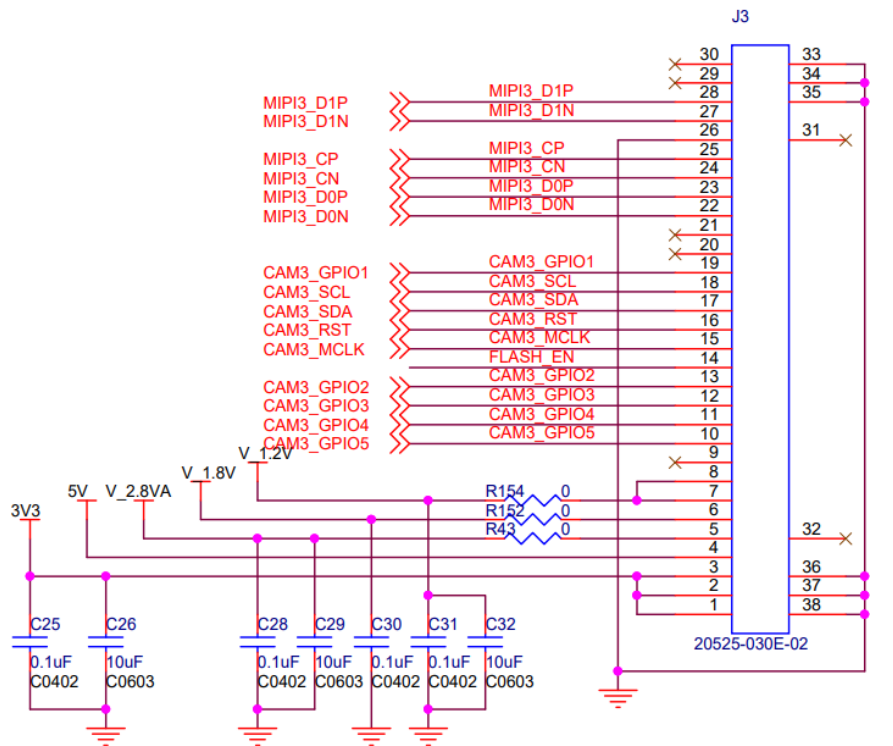 J3
30 33
29 34
MIPI3_D1P MIPI3_D1P 28 35
MIPI3_D1N MIPI3_D1N 27
26 31
MIPI3_CP MIPI3_CP 25
MIPI3_CN MIPI3_CN 24
MIPI3_D0P MIPI3_D0P 23
MIPI3_D0N MIPI3_D0N 22
21
20
CAM3_GPIO1 CAM3_GPIO1 19
CAM3_SCL CAM3_SCL 18
CAM3_SDA CAM3_SDA 17
CAM3_RST CAM3_RST 16
CAM3_MCLK CAM3_MCLK 15
FLASH_EN 14
CAM3_GPIO2 CAM3_GPIO2 13
CAM3_GPIO3 CAM3_GPIO3 12
CAM3_GPIO4 CAM3_GPIO4 11
CAM3_GPIO5 CAM3_GPIO5 10
V_1.2V 9
V_1.8V 8
5V V_2.8VA R154 0 7
3V3 R152 0 6
R43 0 5 32
4
3 36
2 37
1 38
C25 C26 C28 C29 C30 C31 C32
20525-030E-02
0.1uF 10uF 0.1uF 10uF 0.1uF 0.1uF 10uF
C0402 C0603 C0402 C0603 C0402 C0402 C0603